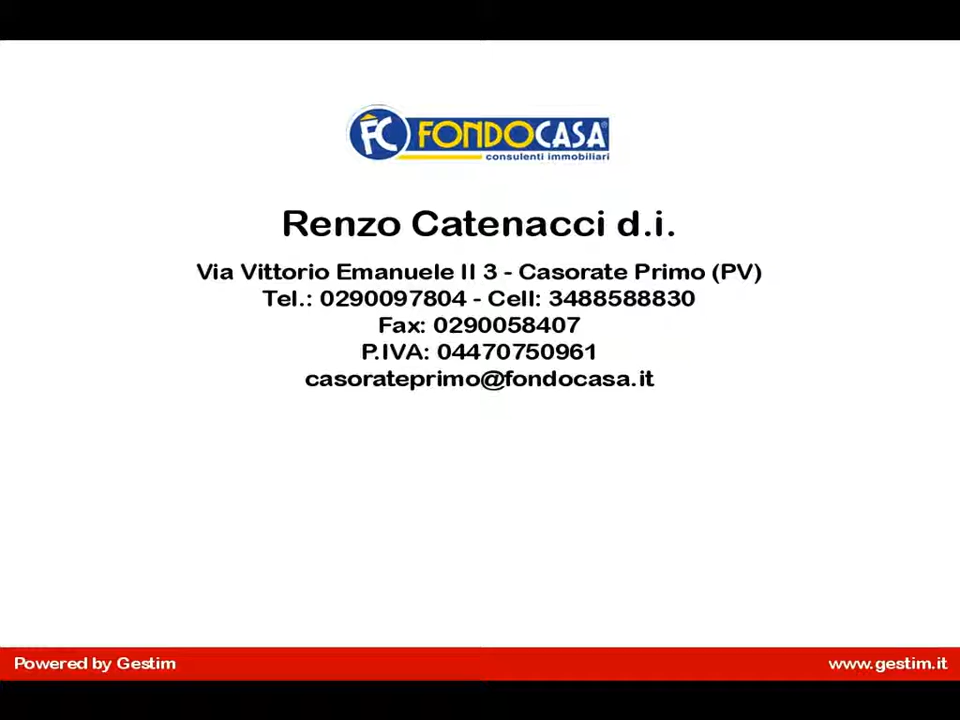 FC FONDOCASA®
consulenti immobiliari
Renzo Catenacci d.i.
Via Vittorio Emanuele II 3 - Casorate Primo (PV)
Tel.: 0290097804 - Cell: 3488588830
Fax: 0290058407
P.IVA: 04470750961
casorateprimo@fondocasa.it
Powered by Gestim
www.gestim.it